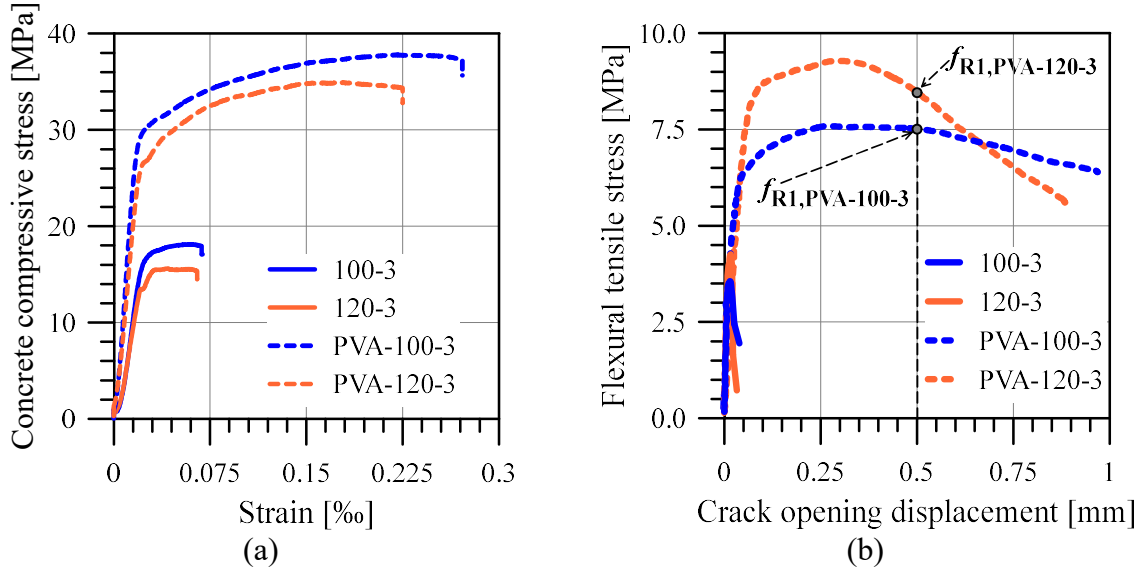 Concrete compressive stress [MPa]
40
30
20
10
0
100-3
120-3
PVA-100-3
PVA-120-3
0 0.075 0.15 0.225 0.3
Strain [‰]
(a)
Flexural tensile stress [MPa]
10.0
7.5
5.0
2.5
0.0
fR1,PVA-120-3
fR1,PVA-100-3
100-3
120-3
PVA-100-3
PVA-120-3
0 0.25 0.5 0.75 1
Crack opening displacement [mm]
(b)